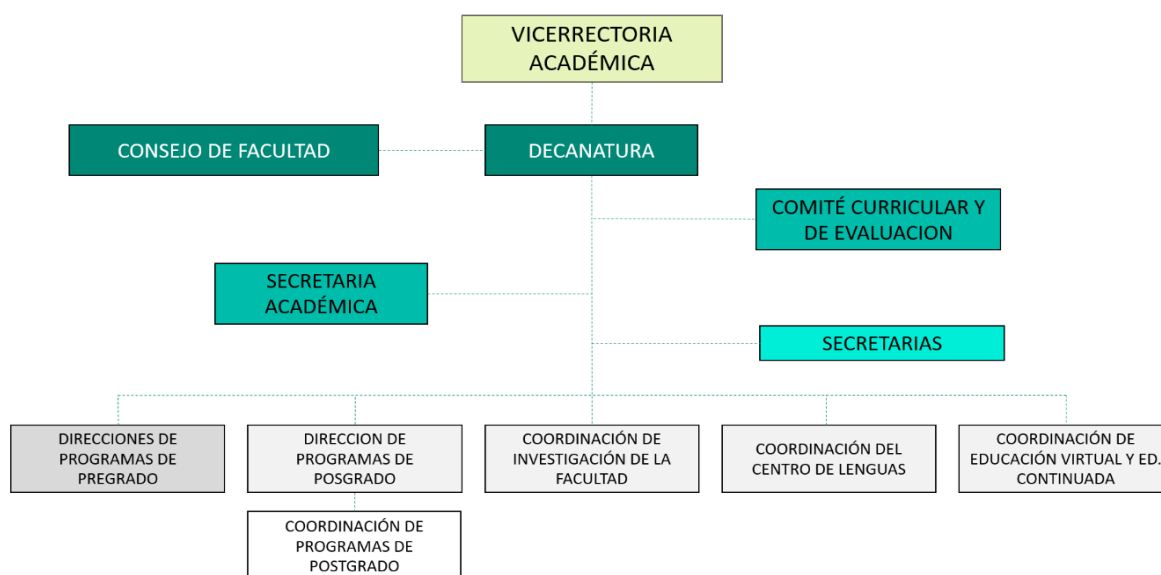 VICERRECTORIA
ACADÉMICA
CONSEJO DE FACULTAD
DECANATURA
COMITÉ CURRICULAR Y
DE EVALUACION
SECRETARIA
ACADÉMICA
SECRETARIAS
DIRECCIONES DE
PROGRAMAS DE
PREGRADO
DIRECCION DE
PROGRAMAS DE
POSGRADO
COORDINACIÓN DE
INVESTIGACIÓN DE LA
FACULTAD
COORDINACIÓN DEL
CENTRO DE LENGUAS
COORDINACIÓN DE
EDUCACIÓN VIRTUAL Y ED.
CONTINUADA
COORDINACIÓN DE
PROGRAMAS DE
POSTGRADO